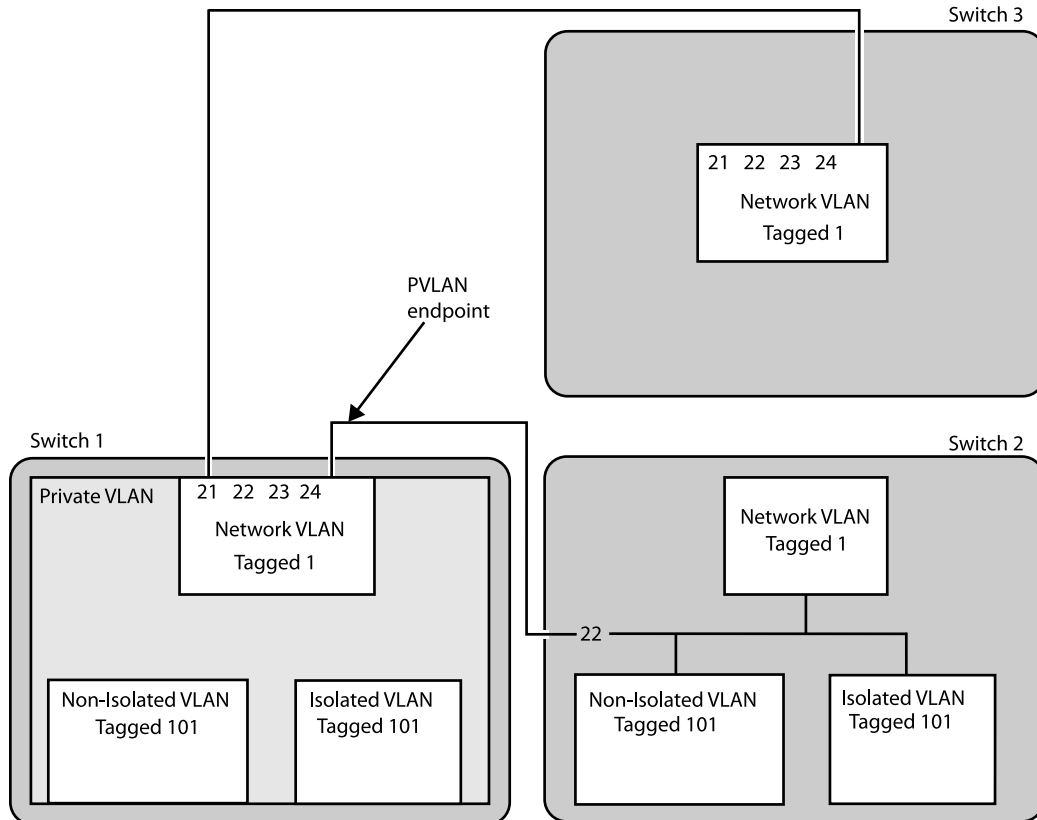 Switch 3
21 22 23 24
Network VLAN
Tagged 1
PVLAN
endpoint
Switch 1
Private VLAN
21 22 23 24
Network VLAN
Tagged 1
Non-Isolated VLAN
Tagged 101
Isolated VLAN
Tagged 101
Switch 2
Network VLAN
Tagged 1
22
Non-Isolated VLAN
Tagged 101
Isolated VLAN
Tagged 101